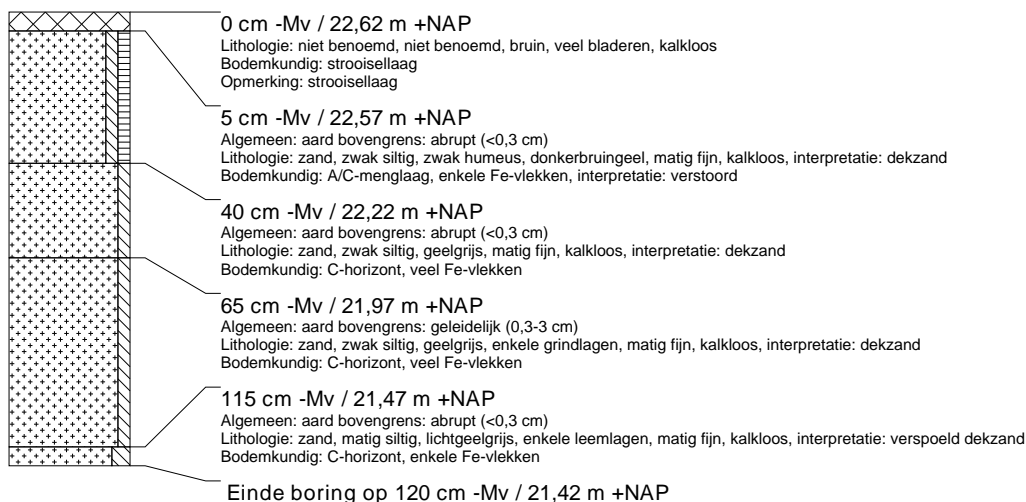 0 cm -Mv / 22,62 m +NAP
Lithologie: niet benoemd, niet benoemd, bruin, veel bladeren, kalkloos
Bodemkundig: strooisellaag
Opmerking: strooisellaag
5 cm -Mv / 22,57 m +NAP
Algemeen: aard bovengrens: abrupt (<0,3 cm)
Lithologie: zand, zwak siltig, zwak humeus, donkerbruingeel, matig fijn, kalkloos, interpretatie: dekzand
Bodemkundig: A/C-menglaag, enkele Fe-vlekken, interpretatie: verstoord
40 cm -Mv / 22,22 m +NAP
Algemeen: aard bovengrens: abrupt (<0,3 cm)
Lithologie: zand, zwak siltig, geelgrijs, matig fijn, kalkloos, interpretatie: dekzand
Bodemkundig: C-horizont, veel Fe-vlekken
65 cm -Mv / 21,97 m +NAP
Algemeen: aard bovengrens: geleidelijk (0,3-3 cm)
Lithologie: zand, zwak siltig, geelgrijs, enkele grindlagen, matig fijn, kalkloos, interpretatie: dekzand
Bodemkundig: C-horizont, veel Fe-vlekken
115 cm -Mv / 21,47 m +NAP
Algemeen: aard bovengrens: abrupt (<0,3 cm)
Lithologie: zand, matig siltig, lichtgeelgrijs, enkele leemlagen, matig fijn, kalkloos, interpretatie: verspoeld dekzand
Bodemkundig: C-horizont, enkele Fe-vlekken
Einde boring op 120 cm -Mv / 21,42 m +NAP